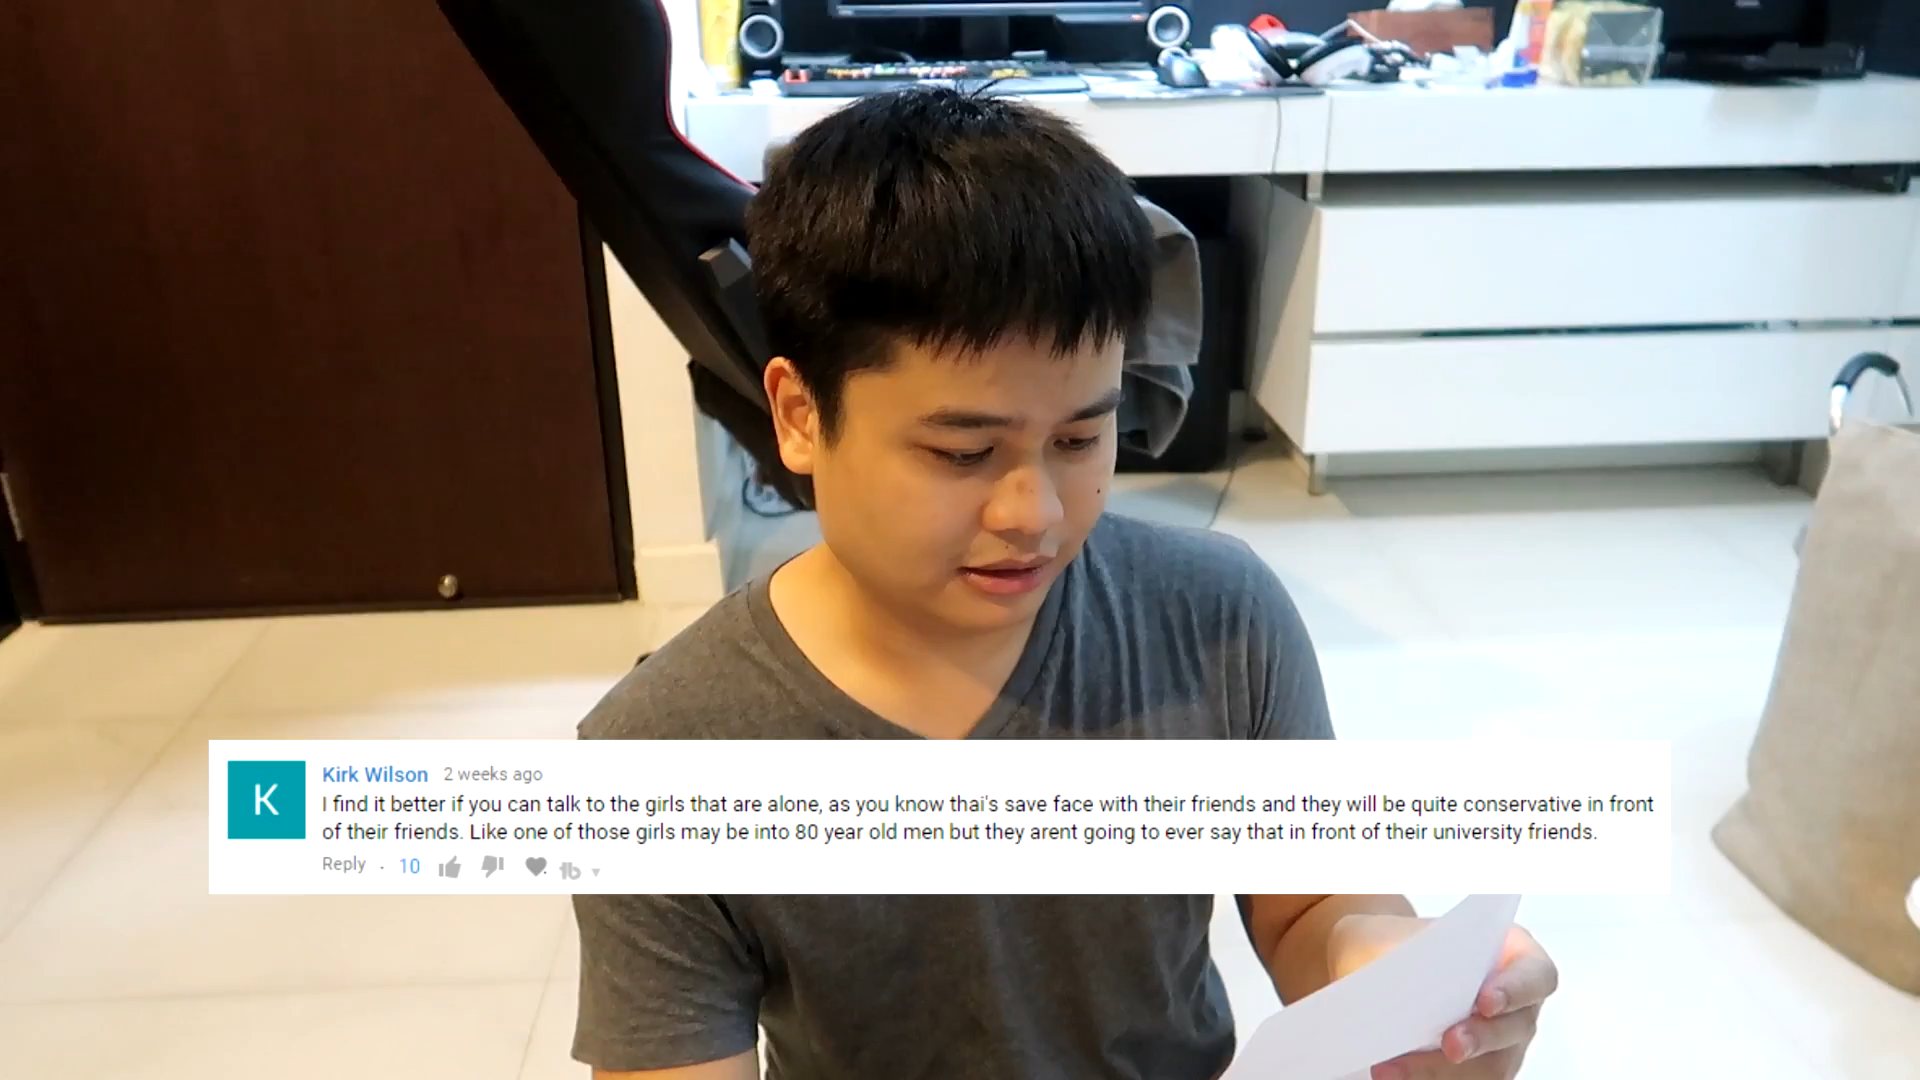 K
Kirk Wilson 2 weeks ago
I find it better if you can talk to the girls that are alone, as you know thai's save face with their friends and they will be quite conservative in front
of their friends. Like one of those girls may be into 80 year old men but they arent going to ever say that in front of their university friends.
Reply · 10